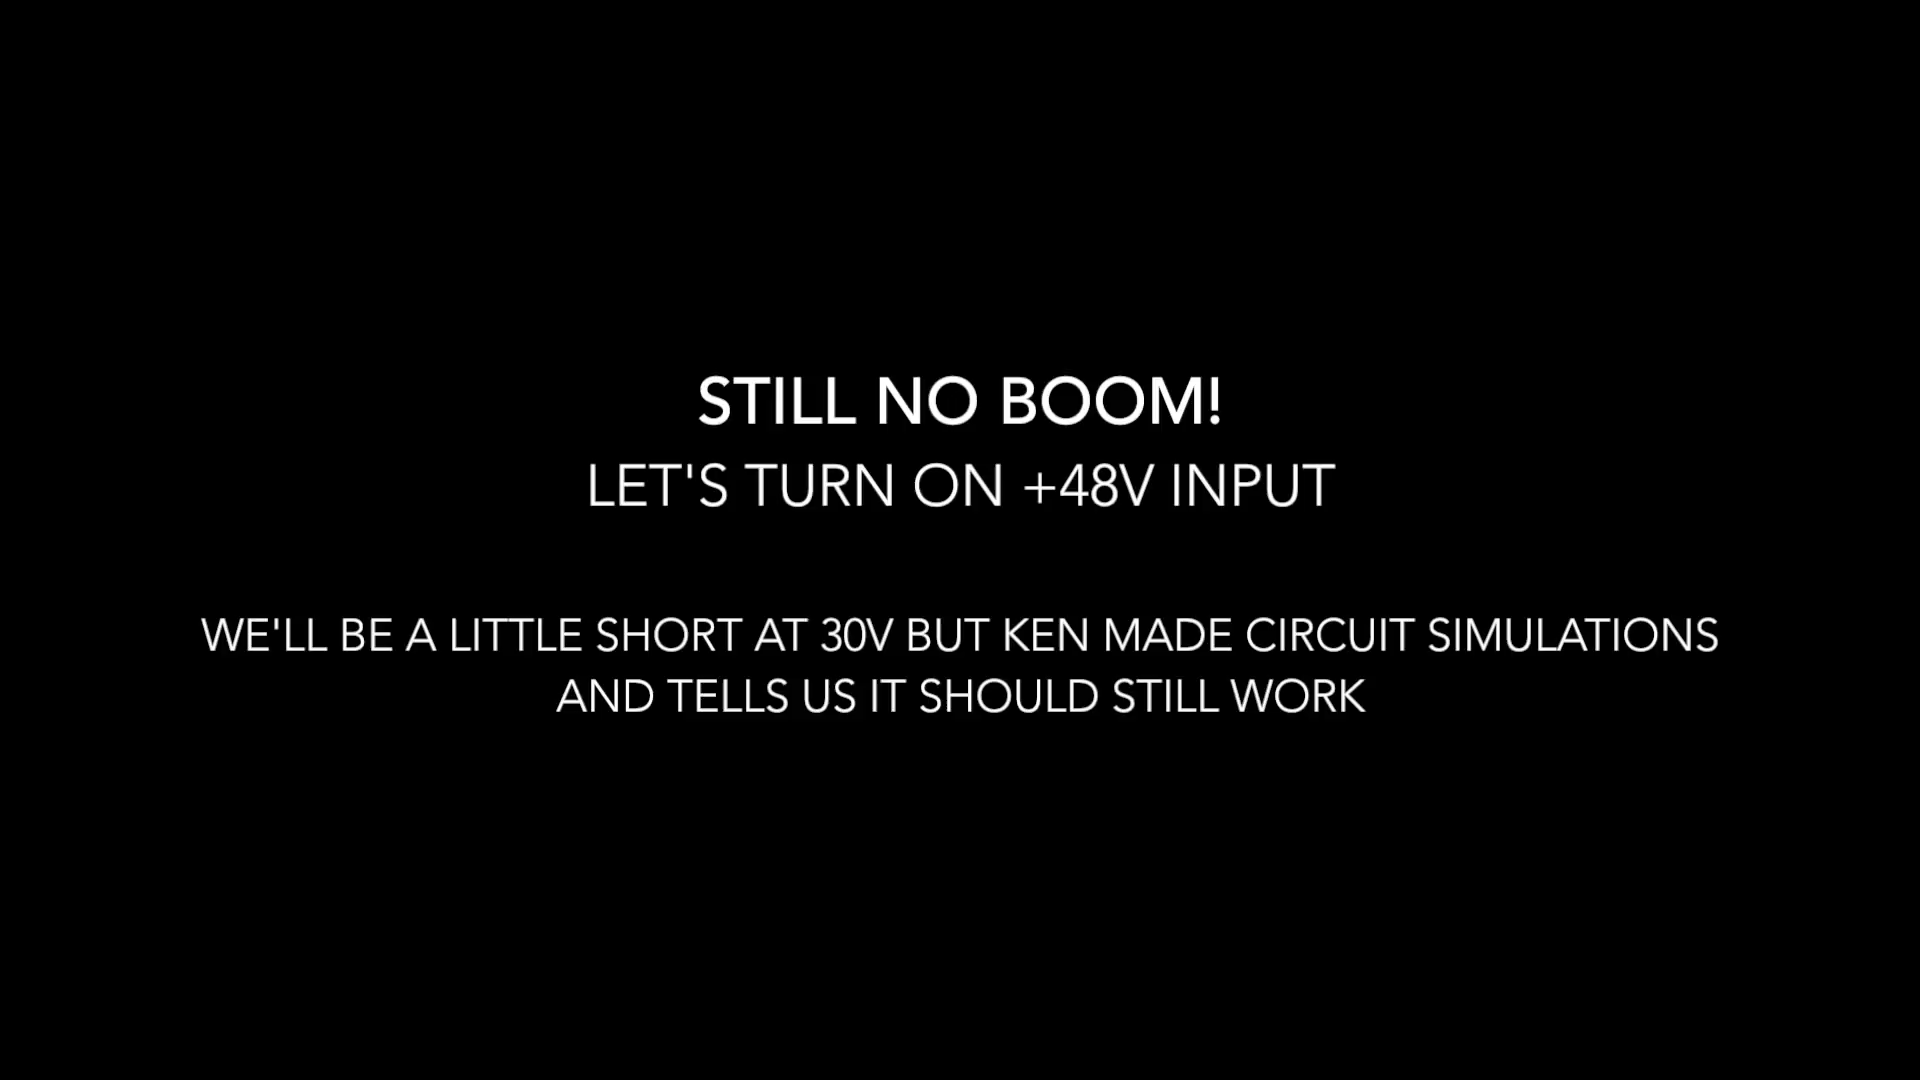 STILL NO BOOM!
LET'S TURN ON +48V INPUT
WE'LL BE A LITTLE SHORT AT 30V BUT KEN MADE CIRCUIT SIMULATIONS
AND TELLS US IT SHOULD STILL WORK